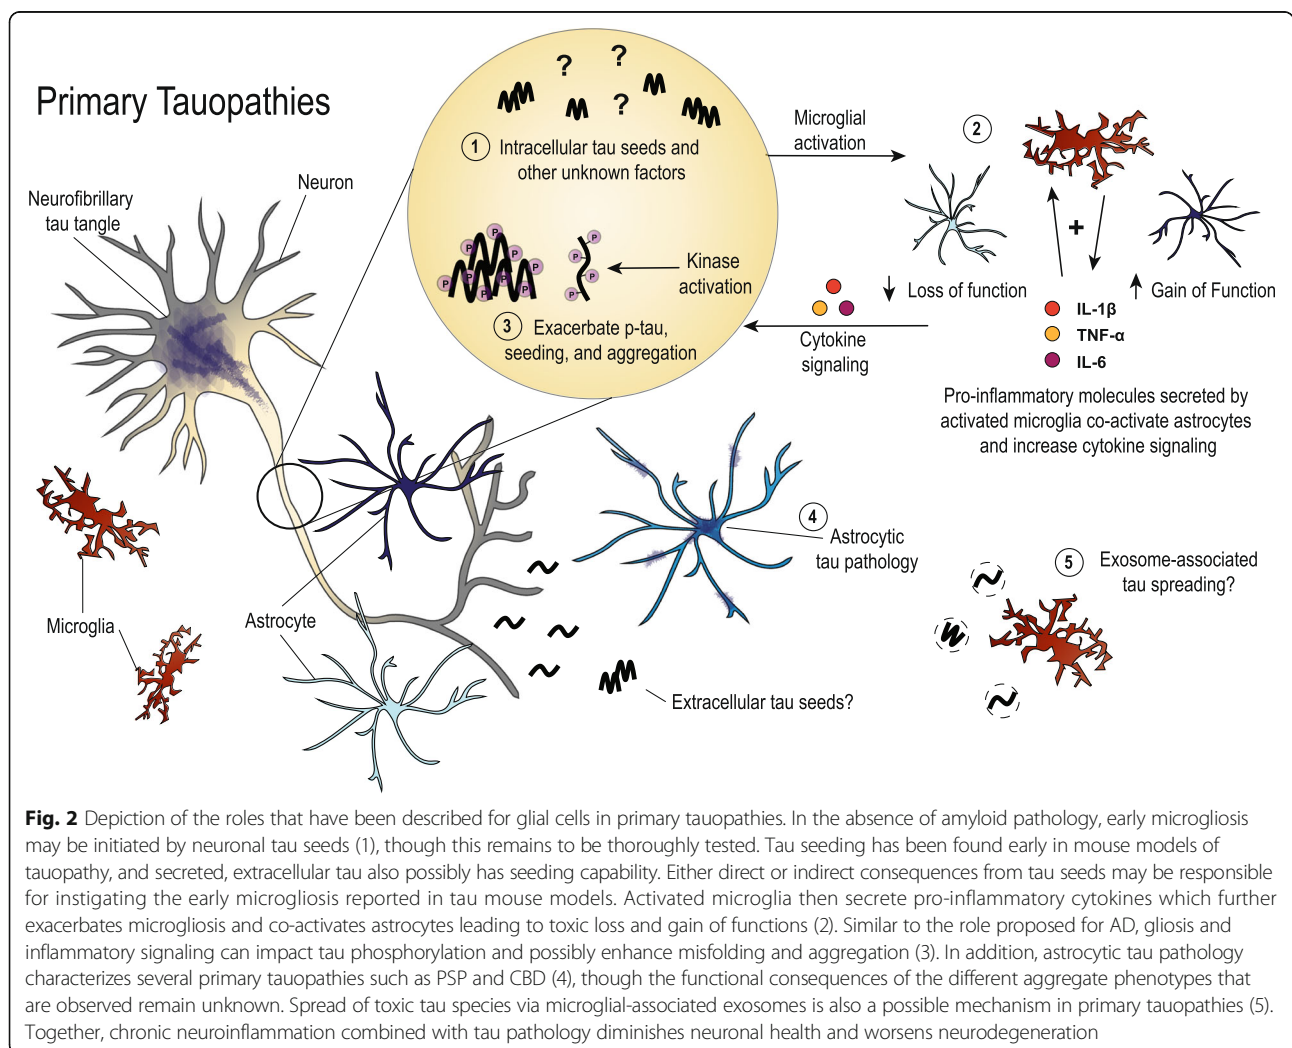 Primary Tauopathies
Neurofibrillary
tau tangle
Neuron
? ? ?
1 Intracellular tau seeds and
other unknown factors
P P P P P P P P P P P
Kinase
activation
3 Exacerbate p-tau,
seeding, and aggregation
Microglial
activation
2
+
Loss of function
Gain of Function
IL-1β
TNF-α
IL-6
Cytokine
signaling
Pro-inflammatory molecules secreted by
activated microglia co-activate astrocytes
and increase cytokine signaling
4
Astrocytic
tau pathology
5 Exosome-associated
tau spreading?
Microglia
Astrocyte
Extracellular tau seeds?
Fig. 2 Depiction of the roles that have been described for glial cells in primary tauopathies. In the absence of amyloid pathology, early microgliosis
may be initiated by neuronal tau seeds (1), though this remains to be thoroughly tested. Tau seeding has been found early in mouse models of
tauopathy, and secreted, extracellular tau also possibly has seeding capability. Either direct or indirect consequences from tau seeds may be responsible
for instigating the early microgliosis reported in tau mouse models. Activated microglia then secrete pro-inflammatory cytokines which further
exacerbates microgliosis and co-activates astrocytes leading to toxic loss and gain of functions (2). Similar to the role proposed for AD, gliosis and
inflammatory signaling can impact tau phosphorylation and possibly enhance misfolding and aggregation (3). In addition, astrocytic tau pathology
characterizes several primary tauopathies such as PSP and CBD (4), though the functional consequences of the different aggregate phenotypes that
are observed remain unknown. Spread of toxic tau species via microglial-associated exosomes is also a possible mechanism in primary tauopathies (5).
Together, chronic neuroinflammation combined with tau pathology diminishes neuronal health and worsens neurodegeneration